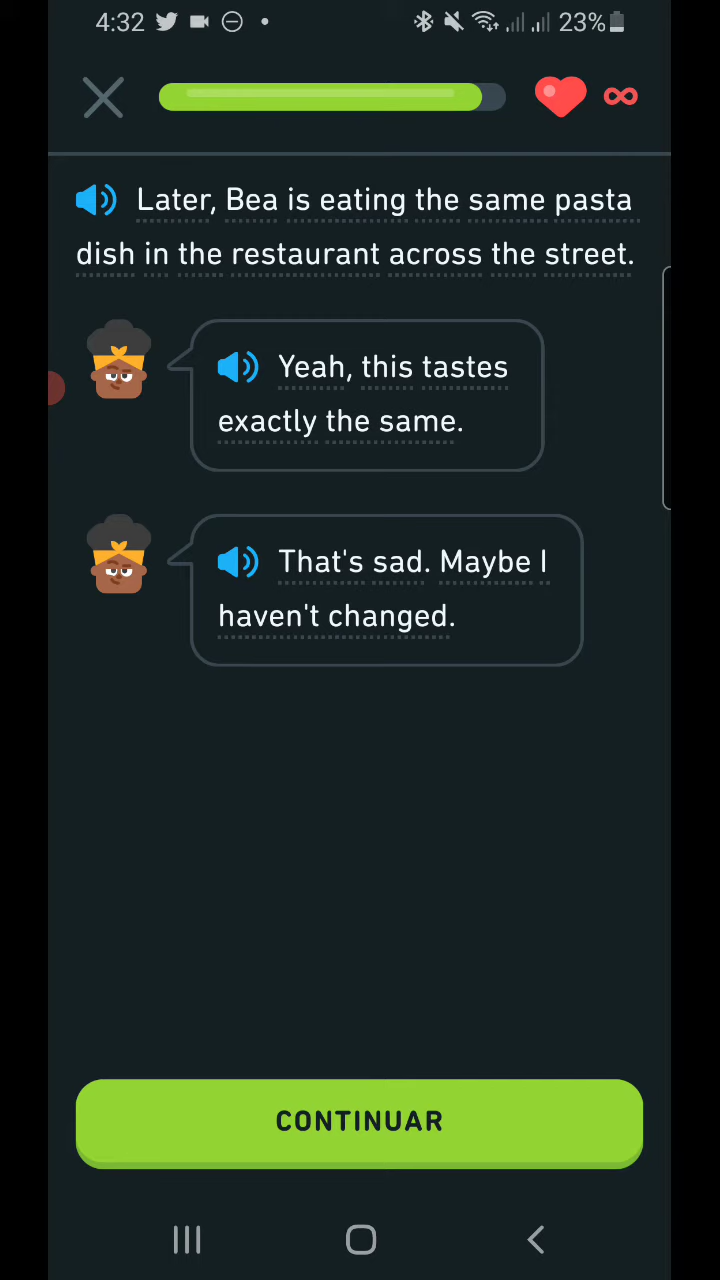 4:32
23%
Later, Bea is eating the same pasta
dish in the restaurant across the street.
Yeah, this tastes
exactly the same.
That's sad. Maybe I
haven't changed.
CONTINUAR